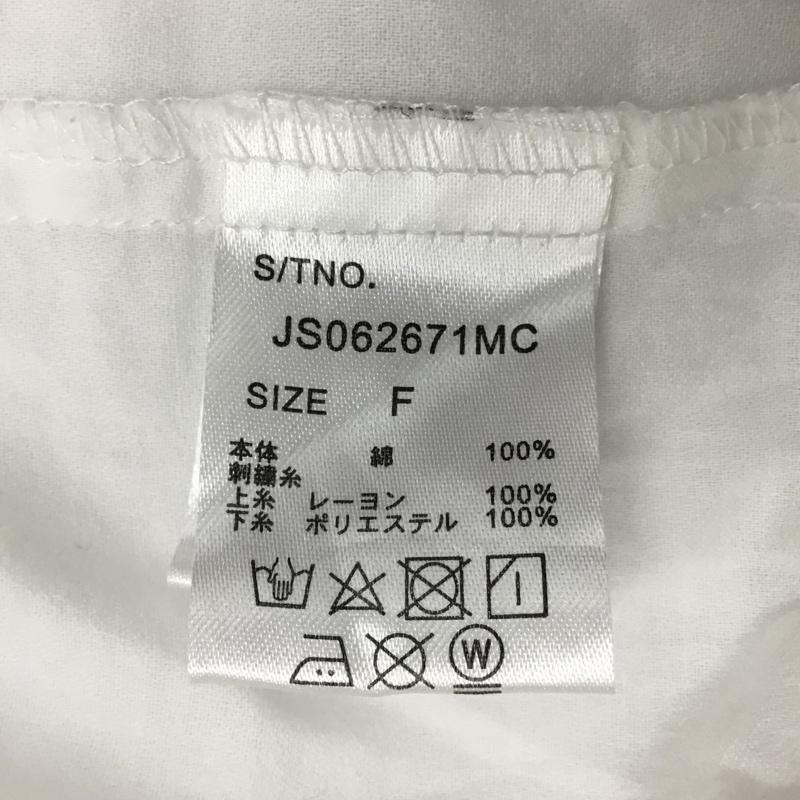 S/TNO.
JS062671MC
SIZE F
本体 綿 100%
刺繍糸
上糸 レーヨン 100%
下糸 ポリエステル 100%
W